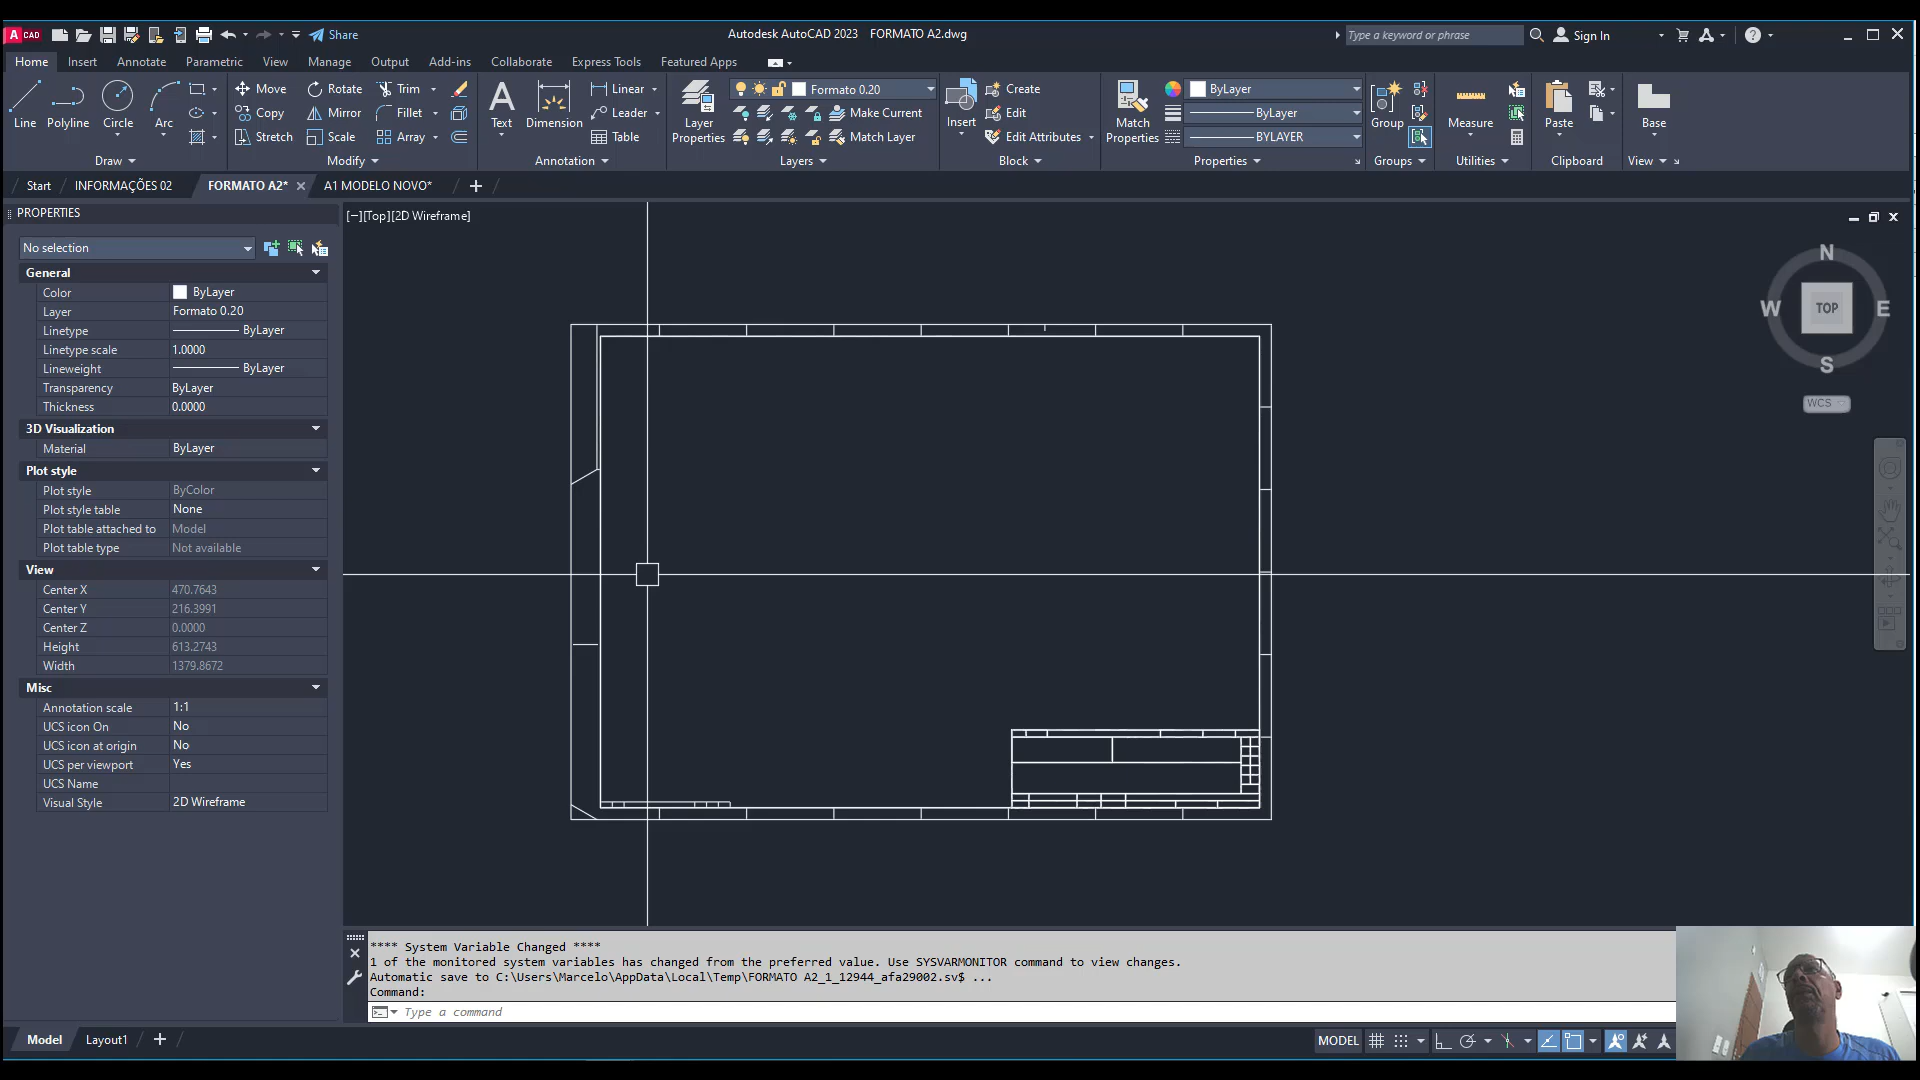 A CAD
Share
Autodesk AutoCAD 2023 FORMATO A2.dwg
Type a keyword or phrase
Sign In
Home Insert Annotate Parametric View Manage Output Add-ins Collaborate Express Tools Featured Apps
Line Polyline Circle Arc
Move Rotate Trim
Copy Mirror Fillet
Stretch Scale Array
Text Dimension
Linear
Leader
Table
Layer Properties
Formato 0.20
Make Current
Match Layer
Insert
Create
Edit
Edit Attributes
Match Properties
ByLayer
ByLayer
BYLAYER
Group
Measure
Paste
Base
Draw Modify Annotation Layers Block Properties Groups Utilities Clipboard View
Start INFORMAÇÕES 02 FORMATO A2* A1 MODELO NOVO*
PROPERTIES
[−][Top][2D Wireframe]
No selection
General
Color ByLayer
Layer Formato 0.20
Linetype ByLayer
Linetype scale 1.0000
Lineweight ByLayer
Transparency ByLayer
Thickness 0.0000
3D Visualization
Material ByLayer
Plot style
Plot style ByColor
Plot style table None
Plot table attached to Model
Plot table type Not available
View
Center X 470.7643
Center Y 216.3991
Center Z 0.0000
Height 613.2743
Width 1379.8672
Misc
Annotation scale 1:1
UCS icon On No
UCS icon at origin No
UCS per viewport Yes
UCS Name
Visual Style 2D Wireframe
N
W TOP E
S
WCS
**** System Variable Changed ****
1 of the monitored system variables has changed from the preferred value. Use SYSVARMONITOR command to view changes.
Automatic save to C:\Users\Marcelo\AppData\Local\Temp\FORMATO A2_1_12944_afa29002.sv$ ...
Command:
Type a command
Model Layout1
MODEL